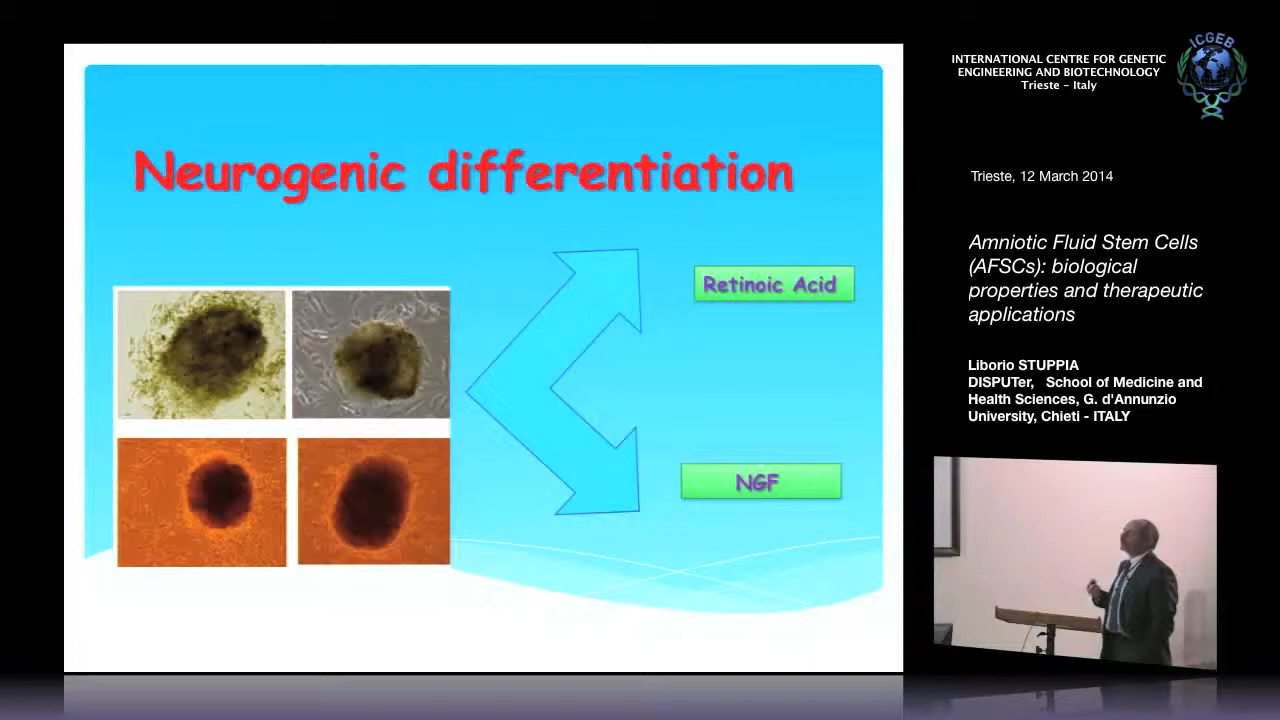 Neurogenic differentiation
Retinoic Acid
NGF
INTERNATIONAL CENTRE FOR GENETIC
ENGINEERING AND BIOTECHNOLOGY
Trieste – Italy
ICGEB
Trieste, 12 March 2014
Amniotic Fluid Stem Cells
(AFSCs): biological
properties and therapeutic
applications
Liborio STUPPIA
DISPUTer, School of Medicine and
Health Sciences, G. d'Annunzio
University, Chieti - ITALY